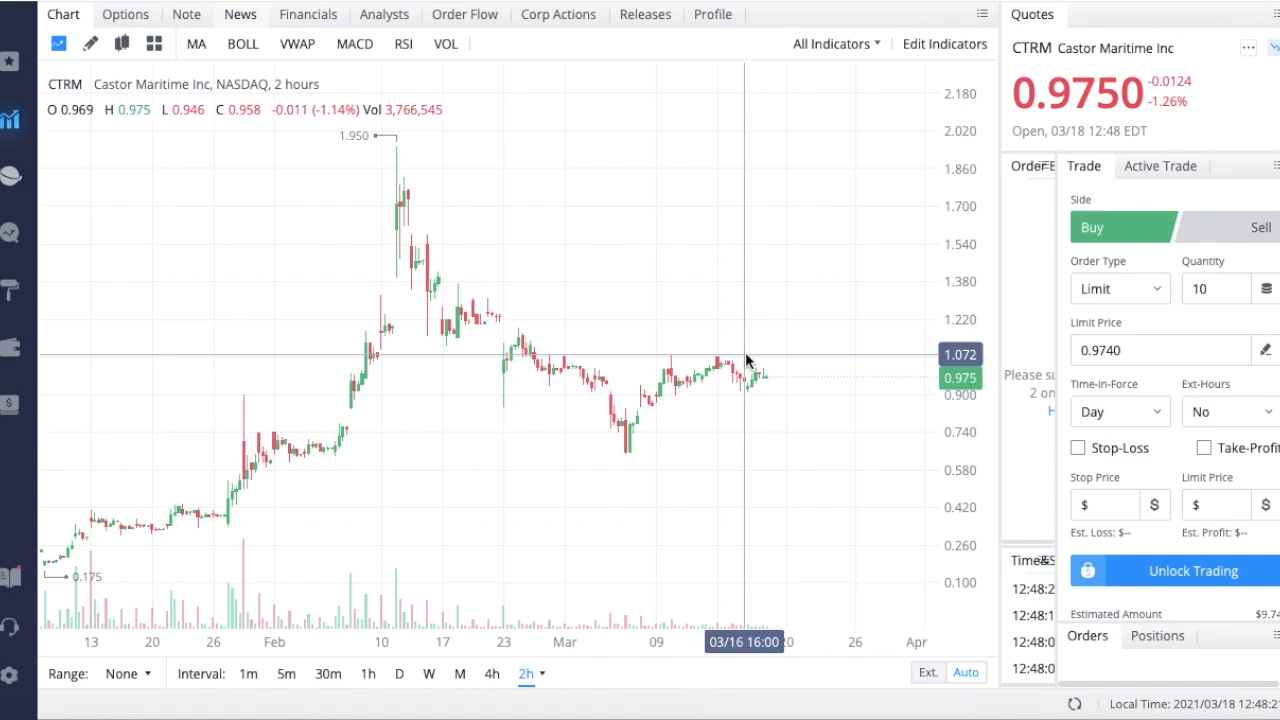 Chart Options Note News Financials Analysts Order Flow Corp Actions Releases Profile
MA BOLL VWAP MACD RSI VOL All Indicators Edit Indicators
CTRM Castor Maritime Inc, NASDAQ, 2 hours
O 0.969 H 0.975 L 0.946 C 0.958 -0.011 (-1.14%) Vol 3,766,545
1.950
0.175
2.180
2.020
1.860
1.700
1.540
1.380
1.220
1.072
0.975
0.900
0.740
0.580
0.420
0.260
0.100
13 20 26 Feb 10 17 23 Mar 09 03/16 16:00 20 26 Apr
Range: None Interval: 1m 5m 30m 1h D W M 4h 2h Ext. Auto
Quotes
CTRM Castor Maritime Inc
0.9750 -0.0124
-1.26%
Open, 03/18 12:48 EDT
Order
Trade Active Trade
Side
Buy Sell
Order Type Quantity
Limit 10
Limit Price
0.9740
Please
2
Time-in-Force Ext-Hours
Day No
Stop-Loss Take-Profit
Stop Price Limit Price
$ $ $ $
Est. Loss: $-- Est. Profit: $--
Unlock Trading
Time&S
12:48:2
12:48:1
12:48:0
12:48:0
Estimated Amount $9.74
Orders Positions
Local Time: 2021/03/18 12:48:2